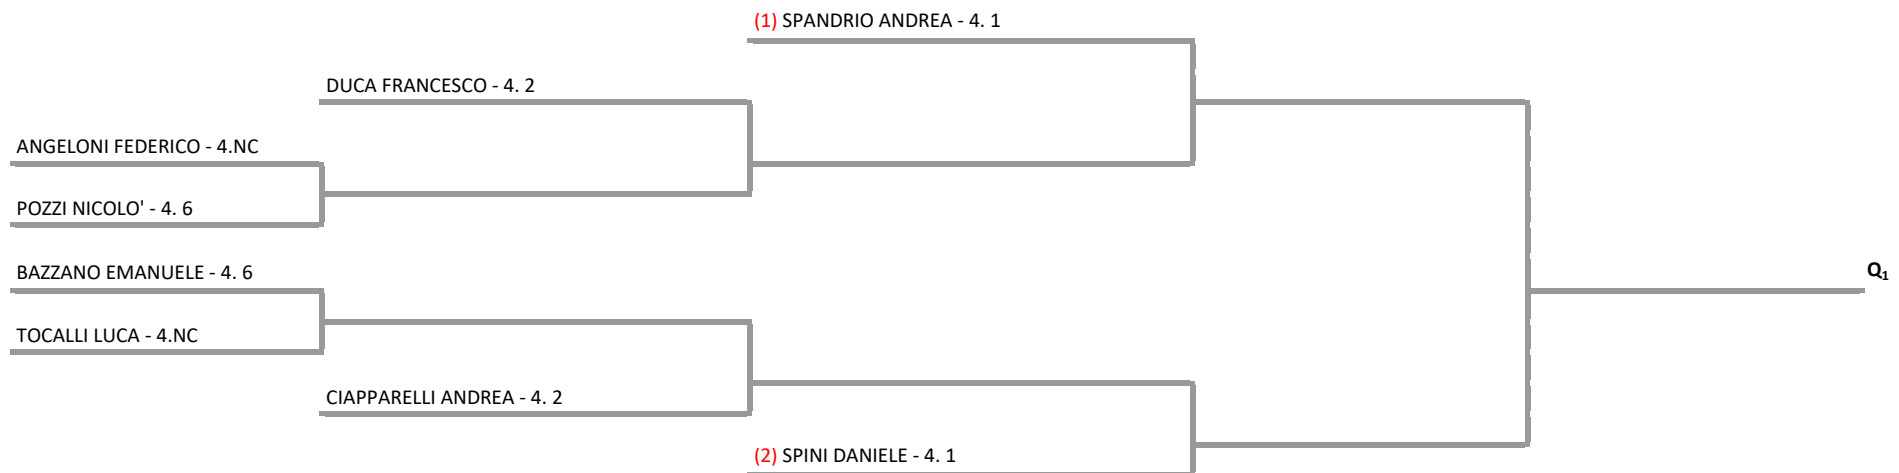 (1) SPANDRIO ANDREA - 4. 1
DUCA FRANCESCO - 4. 2
ANGELONI FEDERICO - 4.NC
POZZI NICOLO' - 4. 6
BAZZANO EMANUELE - 4. 6
Q₁
TOCALLI LUCA - 4.NC
CIAPPARELLI ANDREA - 4. 2
(2) SPINI DANIELE - 4. 1